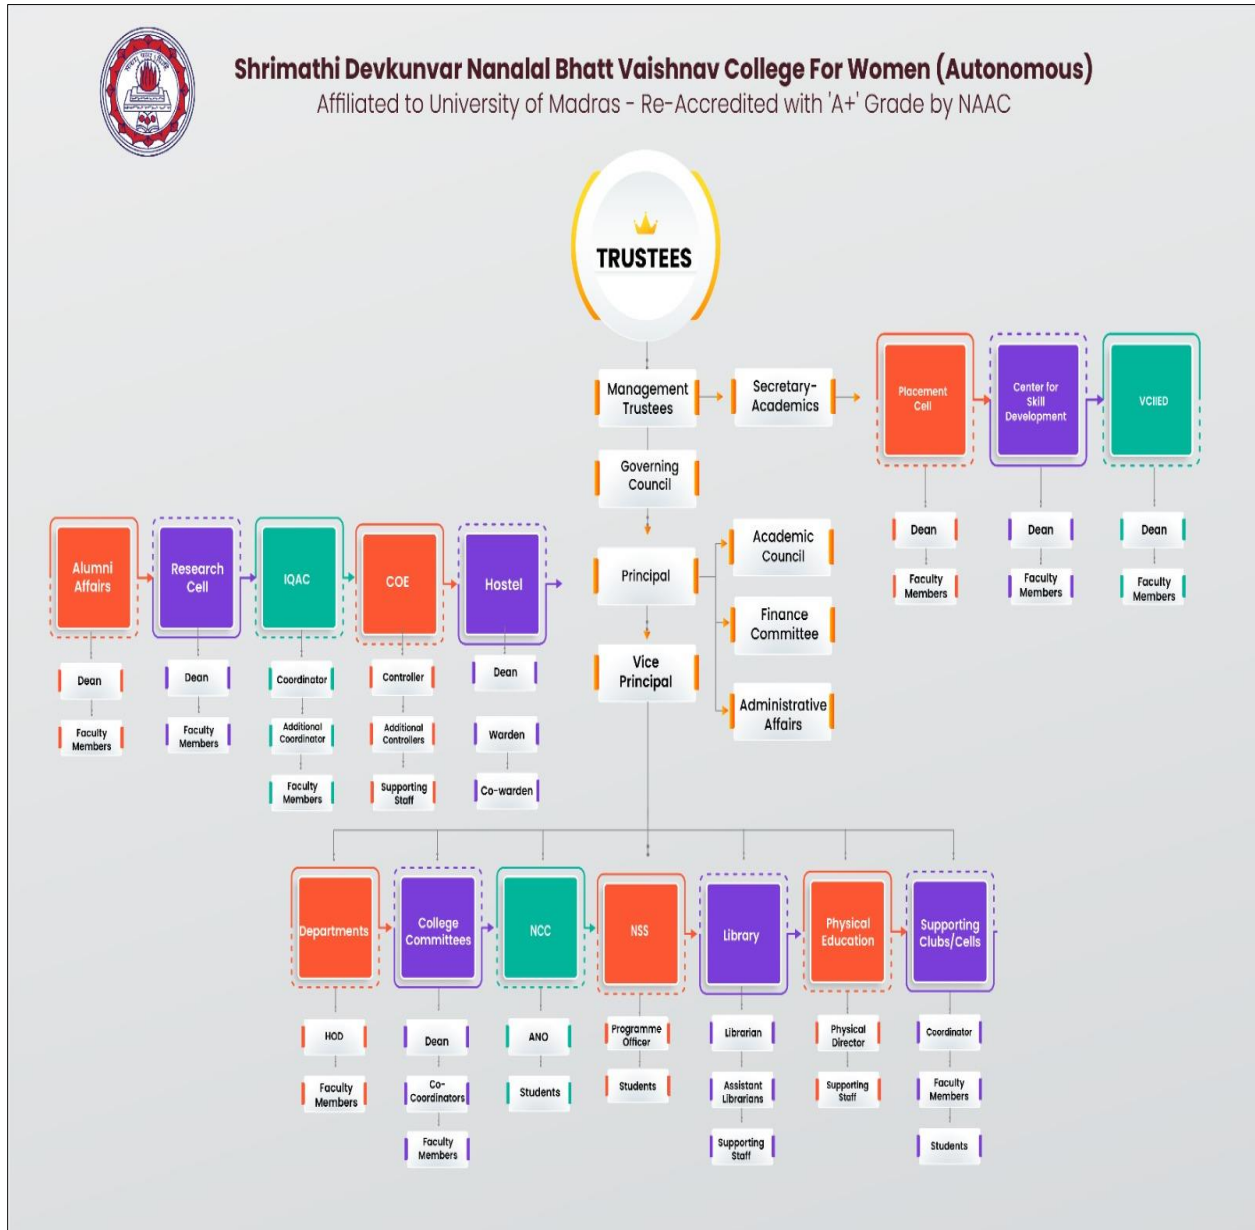 Shrimathi Devkunvar Nanalal Bhatt Vaishnav College For Women (Autonomous)
Affiliated to University of Madras - Re-Accredited with 'A+' Grade by NAAC
TRUSTEES
Management
Trustees
Secretary-
Academics
Placement
Cell
Center for
Skill
Development
VCIIED
Governing
Council
Dean
Dean
Dean
Faculty
Members
Faculty
Members
Faculty
Members
Principal
Academic
Council
Finance
Committee
Administrative
Affairs
Vice
Principal
Alumni
Affairs
Research
Cell
IQAC
COE
Hostel
Dean
Dean
Coordinator
Controller
Dean
Faculty
Members
Faculty
Members
Additional
Coordinator
Additional
Controllers
Warden
Faculty
Members
Supporting
Staff
Co-warden
Departments
College
Committees
NCC
NSS
Library
Physical
Education
Supporting
Clubs/Cells
HOD
Dean
ANO
Programme
Officer
Librarian
Physical
Director
Coordinator
Faculty
Members
Co-
Coordinators
Students
Students
Assistant
Librarians
Supporting
Staff
Faculty
Members
Faculty
Members
Supporting
Staff
Students